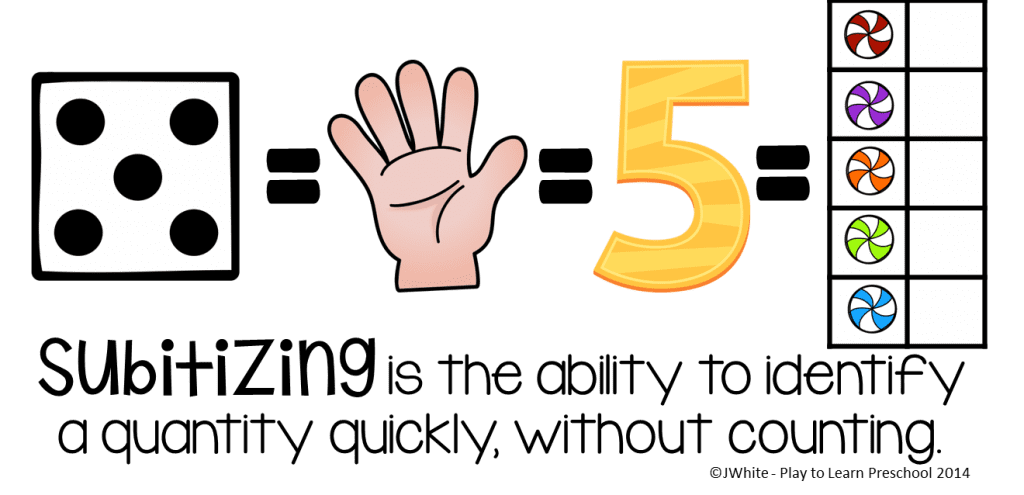 5
subitizing is the ability to identify
a quantity quickly, without counting.
©JWhite - Play to Learn Preschool 2014